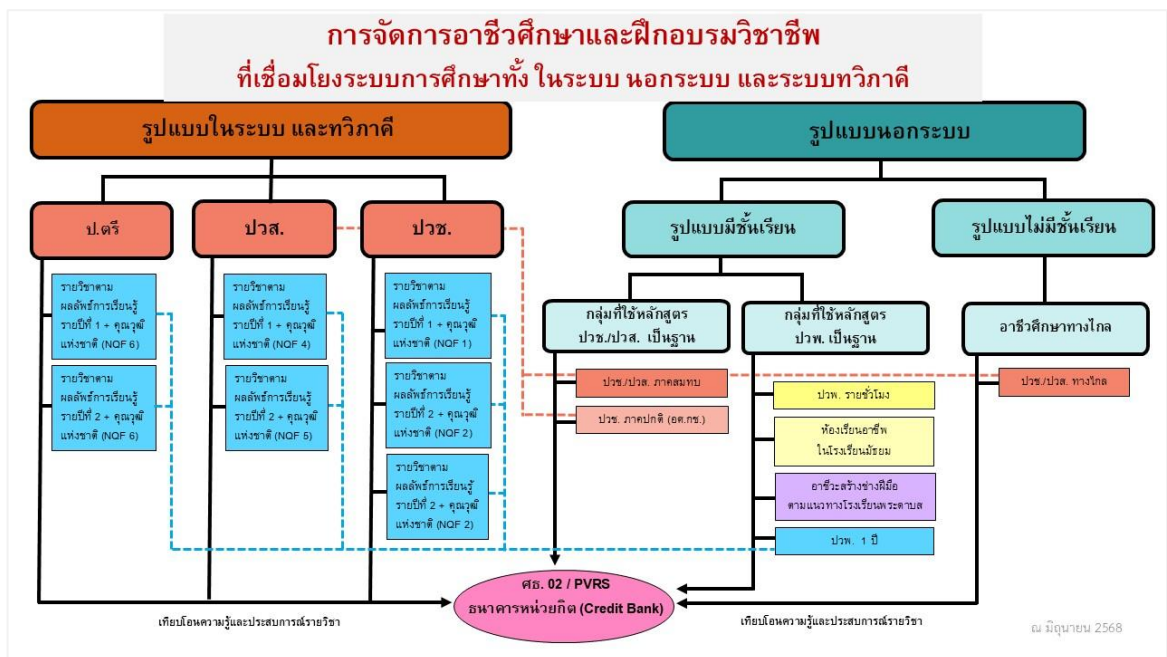 การจัดการอาชีวศึกษาและฝึกอบรมวิชาชีพ
ที่เชื่อมโยงระบบการศึกษาทั้ง ในระบบ นอกระบบ และระบบทวิภาคี
รูปแบบในระบบ และทวิภาคี
ป.ตรี
ปวส.
ปวช.
รายวิชาตาม
ผลลัพธ์การเรียนรู้
รายปีที่ 1 + คุณวุฒิ
แห่งชาติ (NQF 6)
รายวิชาตาม
ผลลัพธ์การเรียนรู้
รายปีที่ 2 + คุณวุฒิ
แห่งชาติ (NQF 6)
รายวิชาตาม
ผลลัพธ์การเรียนรู้
รายปีที่ 1 + คุณวุฒิ
แห่งชาติ (NQF 4)
รายวิชาตาม
ผลลัพธ์การเรียนรู้
รายปีที่ 2 + คุณวุฒิ
แห่งชาติ (NQF 5)
รายวิชาตาม
ผลลัพธ์การเรียนรู้
รายปีที่ 1 + คุณวุฒิ
แห่งชาติ (NQF 1)
รายวิชาตาม
ผลลัพธ์การเรียนรู้
รายปีที่ 2 + คุณวุฒิ
แห่งชาติ (NQF 2)
รายวิชาตาม
ผลลัพธ์การเรียนรู้
รายปีที่ 2 + คุณวุฒิ
แห่งชาติ (NQF 2)
รูปแบบนอกระบบ
รูปแบบมีชั้นเรียน
รูปแบบไม่มีชั้นเรียน
กลุ่มที่ใช้หลักสูตร
ปวช./ปวส. เป็นฐาน
ปวช./ปวส. ภาคสมทบ
ปวช. ภาคปกติ (อศ.กช.)
กลุ่มที่ใช้หลักสูตร
ปวพ. เป็นฐาน
ปวพ. รายชั่วโมง
ห้องเรียนอาชีพ
ในโรงเรียนมัธยม
อาชีวะสร้างช่างฝีมือ
ตามแนวทางโรงเรียนพระดาบส
ปวพ. 1 ปี
อาชีวศึกษาทางไกล
ปวช./ปวส. ทางไกล
ศธ. 02 / PVRS
ธนาคารหน่วยกิต (Credit Bank)
เทียบโอนความรู้และประสบการณ์รายวิชา
เทียบโอนความรู้และประสบการณ์รายวิชา
ณ มิถุนายน 2568